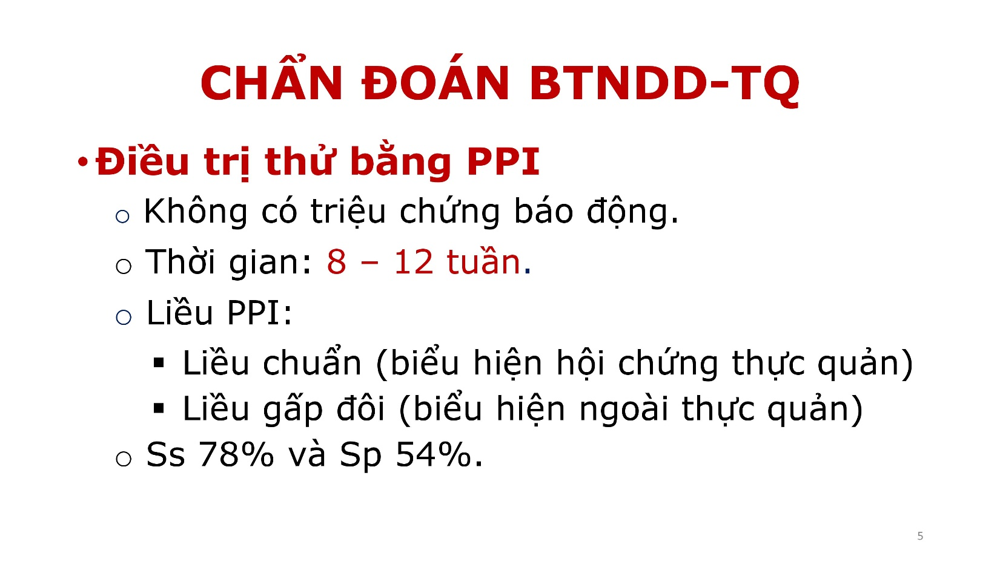 CHẨN ĐOÁN BTNDD-TQ
• Điều trị thử bằng PPI
o Không có triệu chứng báo động.
o Thời gian: 8 – 12 tuần.
o Liều PPI:
▪ Liều chuẩn (biểu hiện hội chứng thực quản)
▪ Liều gấp đôi (biểu hiện ngoài thực quản)
o Ss 78% và Sp 54%.
5